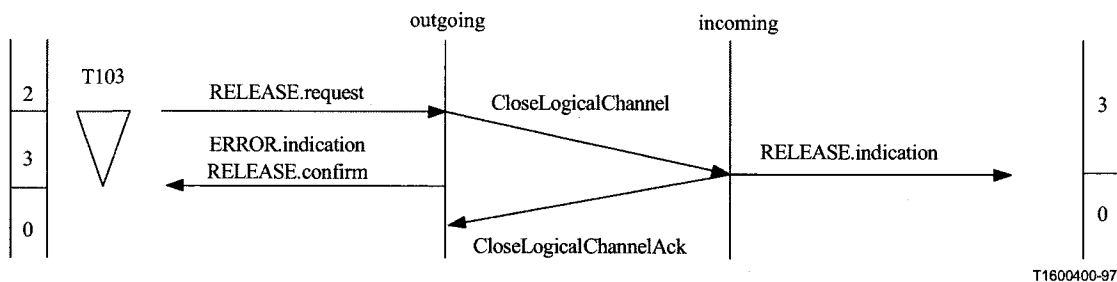 outgoing
incoming
T103
2
RELEASE.request
CloseLogicalChannel
3
3
ERROR.indication
RELEASE.confirm
RELEASE.indication
0
CloseLogicalChannelAck
0
T1600400-97